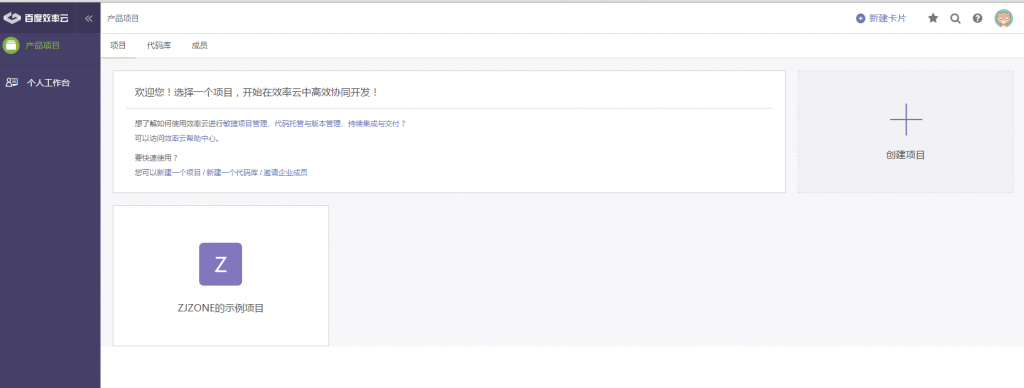 百度效率云
产品项目
新建卡片
产品项目
个人工作台
项目
代码库
成员
欢迎您！选择一个项目，开始在效率云中高效协同开发！
想了解如何使用效率云进行敏捷项目管理、代码托管与版本管理、持续集成与交付？
可以访问效率云帮助中心。
要快速使用？
您可以新建一个项目 / 新建一个代码库 / 邀请企业成员
创建项目
Z
ZJZONE的示例项目